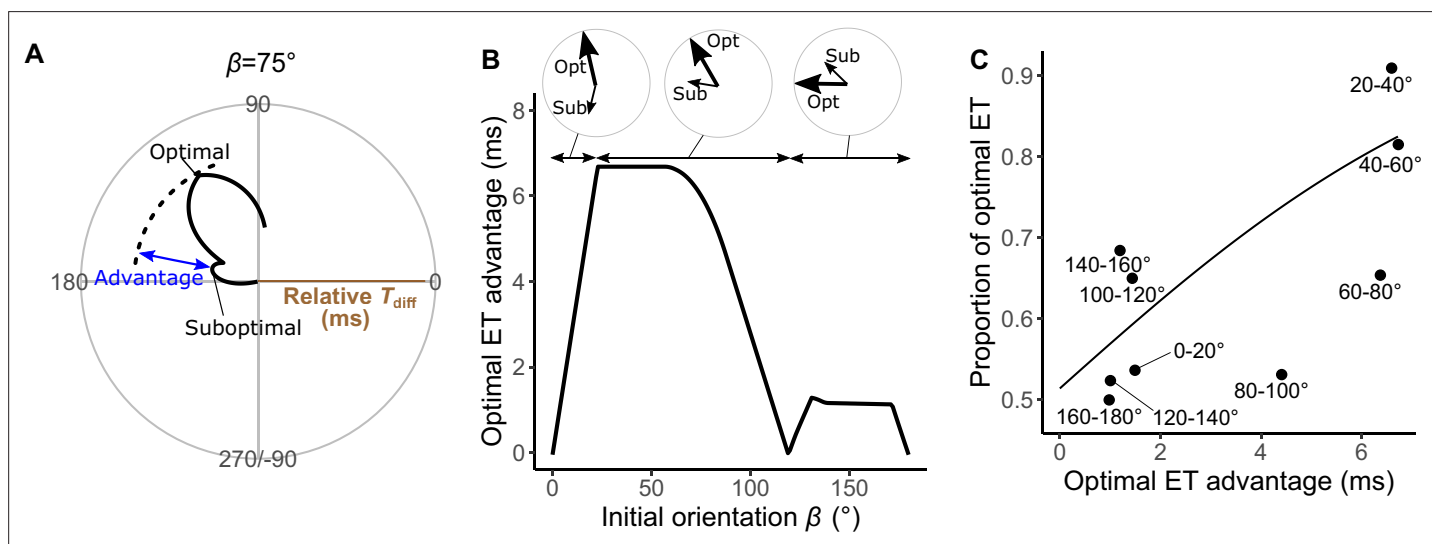 A
β=75°
90
Optimal
Advantage
180
0
Relative Tdiff
(ms)
Suboptimal
270/-90
B
Opt
Sub
Opt
Sub
Sub
Opt
Optimal ET advantage (ms)
8
6
4
2
0
0
50
100
150
Initial orientation β (°)
C
Proportion of optimal ET
0.9
0.8
0.7
0.6
0.5
20-40°
40-60°
140-160°
100-120°
60-80°
0-20°
80-100°
160-180°
120-140°
0
2
4
6
Optimal ET advantage (ms)